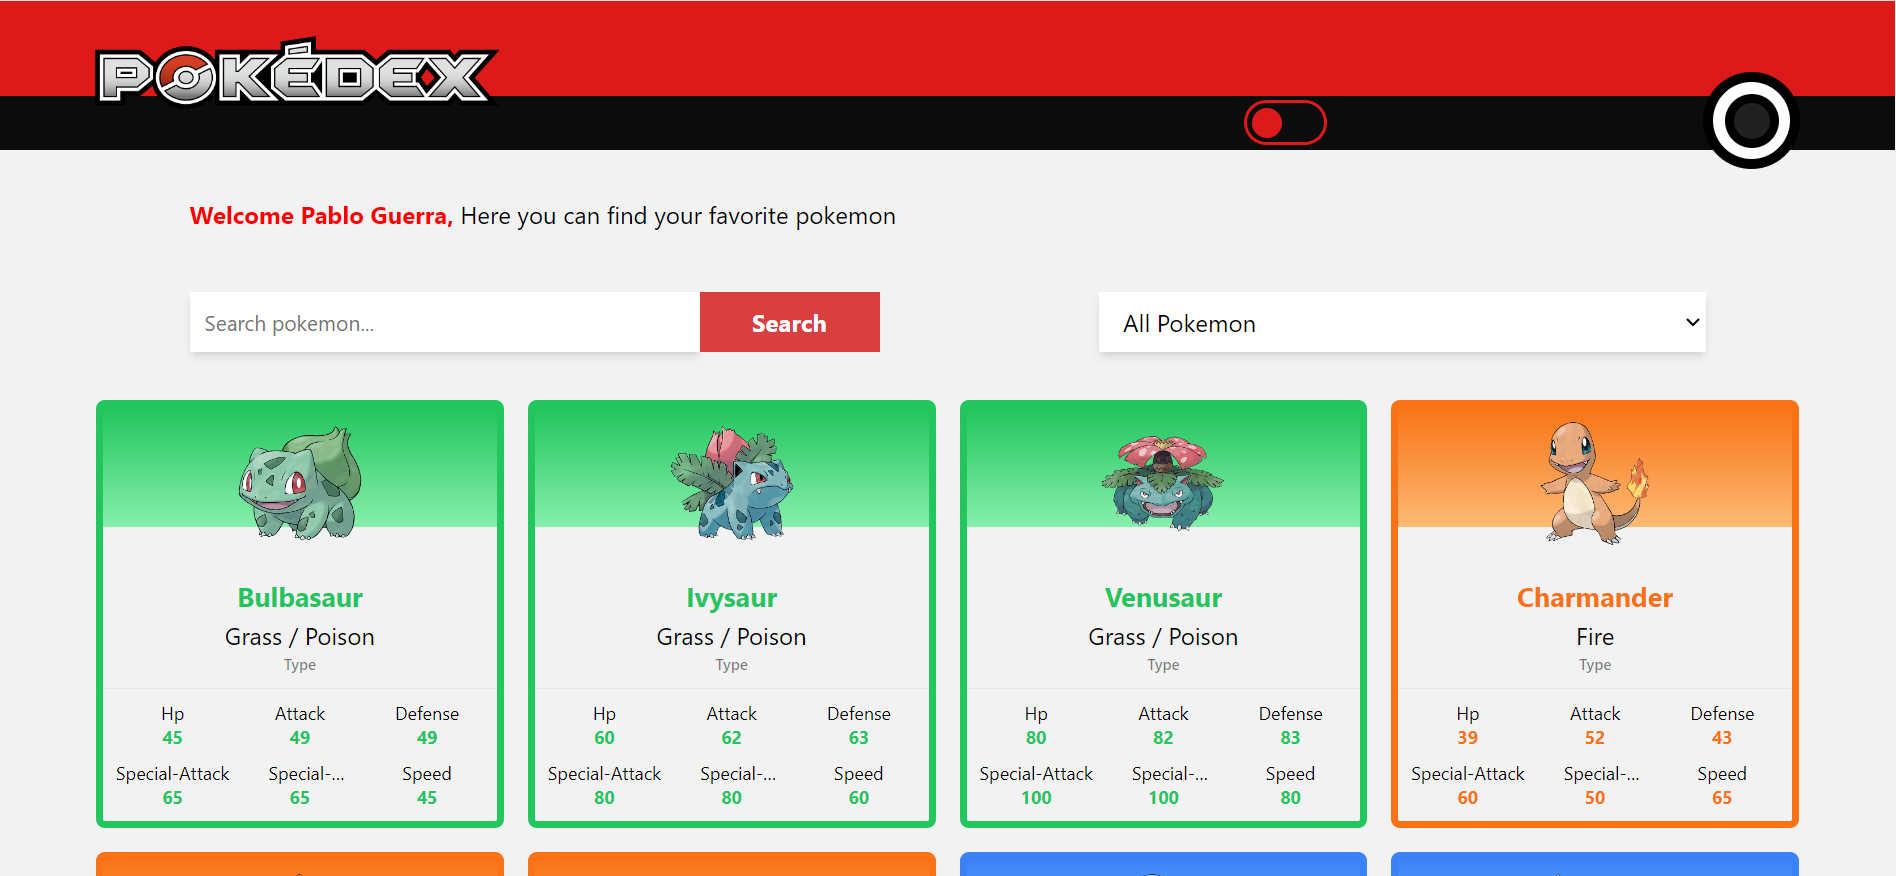 POKÉDEX
Welcome Pablo Guerra, Here you can find your favorite pokemon
Search pokemon...
Search
All Pokemon
Bulbasaur
Grass / Poison
Type
Hp Attack Defense
45 49 49
Special-Attack Special-... Speed
65 65 45
Ivysaur
Grass / Poison
Type
Hp Attack Defense
60 62 63
Special-Attack Special-... Speed
80 80 60
Venusaur
Grass / Poison
Type
Hp Attack Defense
80 82 83
Special-Attack Special-... Speed
100 100 80
Charmander
Fire
Type
Hp Attack Defense
39 52 43
Special-Attack Special-... Speed
60 50 65